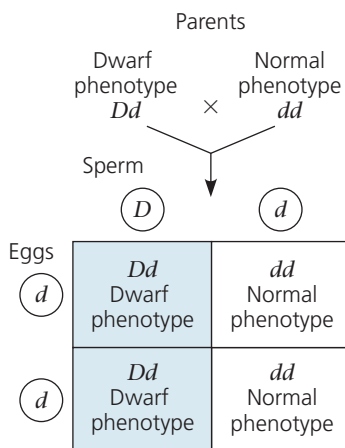 Parents
Dwarf phenotype Dd × Normal phenotype dd
Sperm
D d
Eggs
d
Dd Dwarf phenotype
dd Normal phenotype
d
Dd Dwarf phenotype
dd Normal phenotype